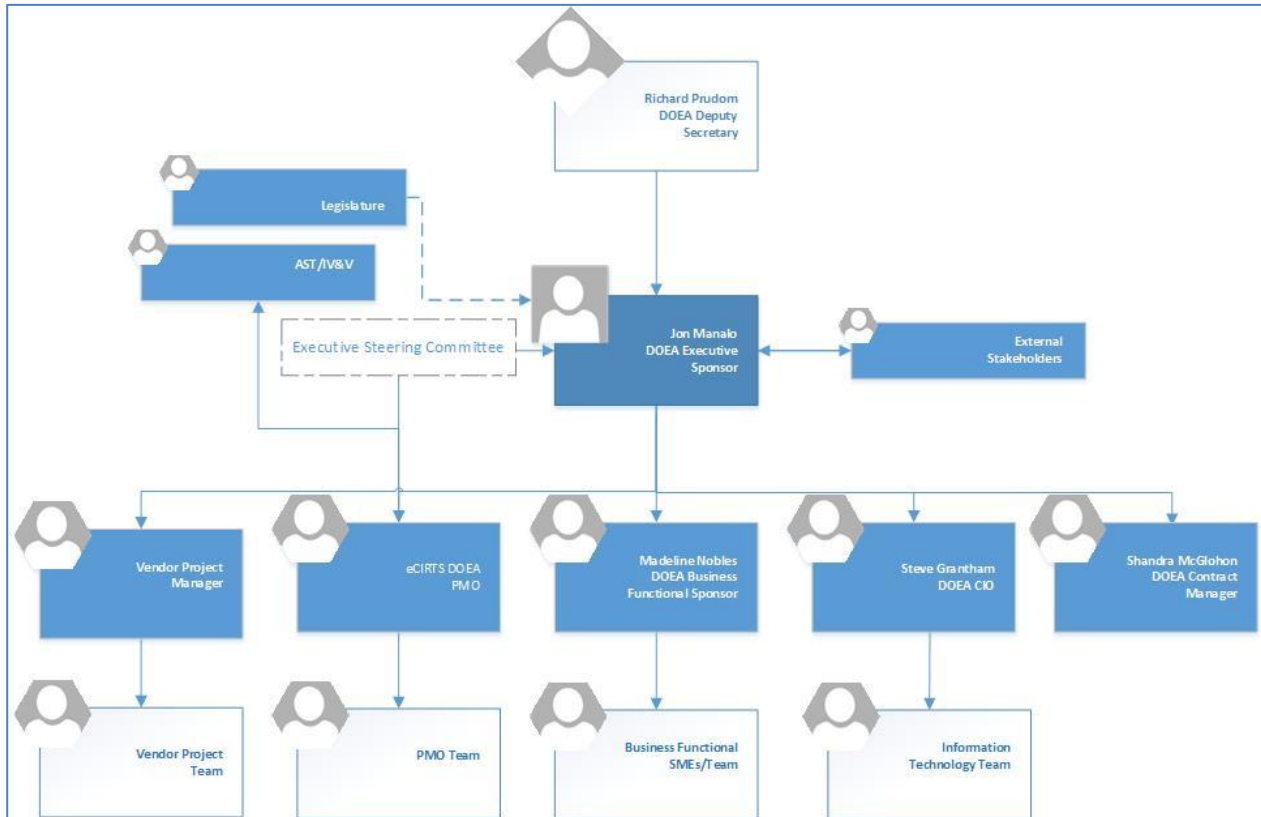 Richard Prudom
DOEA Deputy
Secretary
Legislature
AST/IV&V
Executive Steering Committee
Jon Manalo
DOEA Executive
Sponsor
External
Stakeholders
Vendor Project
Manager
eCIRTS DOEA
PMO
Madeline Nobles
DOEA Business
Functional Sponsor
Steve Grantham
DOEA CIO
Shandra McGlohon
DOEA Contract
Manager
Vendor Project
Team
PMO Team
Business Functional
SMEs/Team
Information
Technology Team